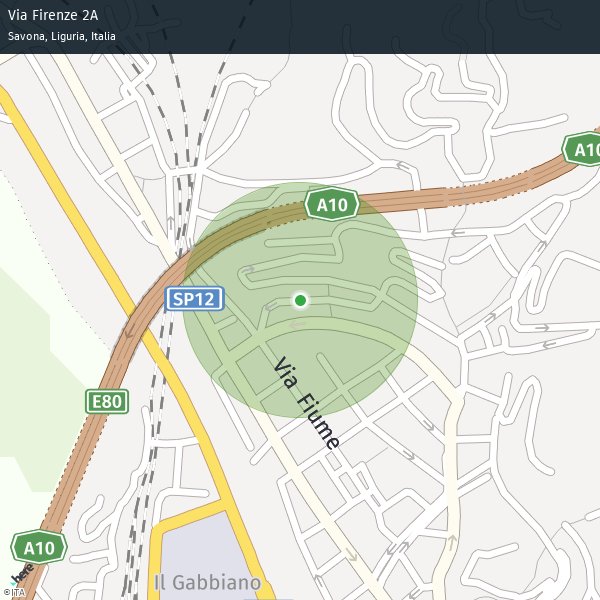 Via Firenze 2A
Savona, Liguria, Italia
A10
A10
SP12
Via Fiume
E80
A10
here
Il Gabbiano
© ITA